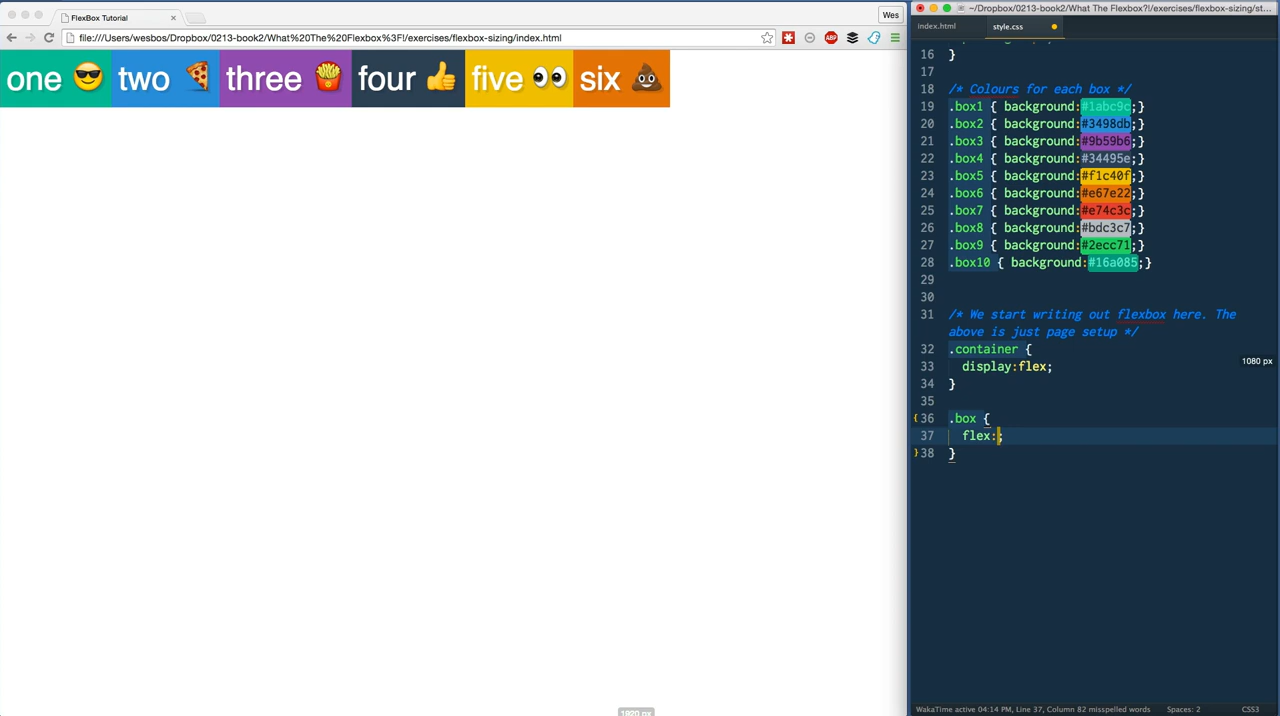 FlexBox Tutorial
Wes
file:///Users/wesbos/Dropbox/0213-book2/What%20The%20Flexbox%3F!/exercises/flexbox-sizing/index.html
ABP
one two three four five six
~/Dropbox/0213-book2/What The Flexbox?!/exercises/flexbox-sizing/st…
index.html style.css
16 }
17
18 /* Colours for each box */
19 .box1 { background:#1abc9c;}
20 .box2 { background:#3498db;}
21 .box3 { background:#9b59b6;}
22 .box4 { background:#34495e;}
23 .box5 { background:#f1c40f;}
24 .box6 { background:#e67e22;}
25 .box7 { background:#e74c3c;}
26 .box8 { background:#bdc3c7;}
27 .box9 { background:#2ecc71;}
28 .box10 { background:#16a085;}
29
30
31 /* We start writing out flexbox here. The
above is just page setup */
32 .container {
33 display:flex;
34 }
35
36 .box {
37 flex:;
38 }
1080 px
1920 px
WakaTime active 04:14 PM, Line 37, Column 82 misspelled words Spaces: 2 CSS3